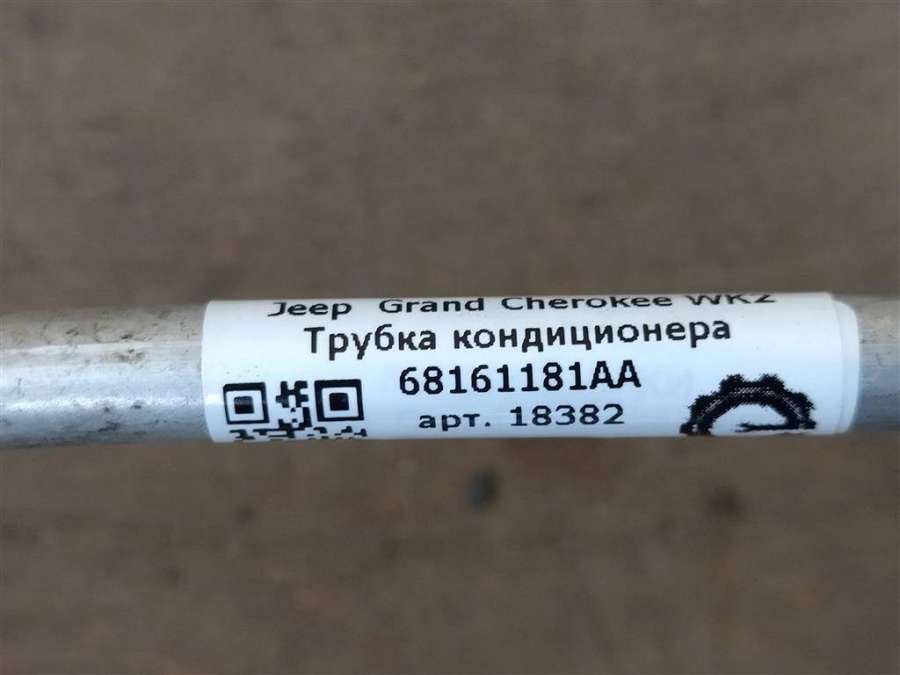 Jeep Grand Cherokee WK2
Трубка кондиционера
68161181AA
арт. 18382